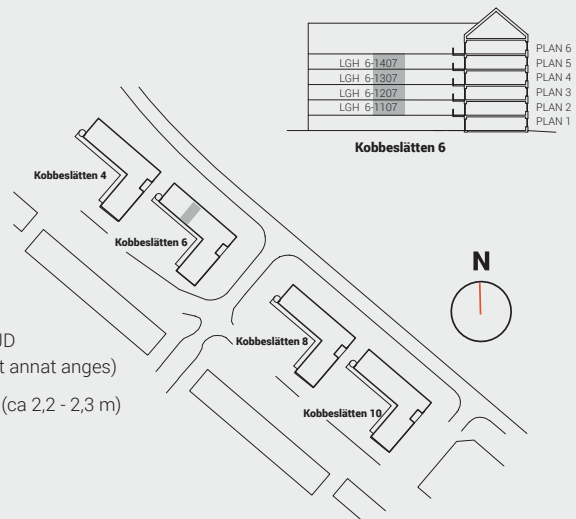 PLAN 6
LGH 6-1407 PLAN 5
LGH 6-1307 PLAN 4
LGH 6-1207 PLAN 3
LGH 6-1107 PLAN 2
PLAN 1
Kobbeslätten 6
Kobbeslätten 4
Kobbeslätten 6
N
Kobbeslätten 8
JD
t annat anges)
(ca 2,2 - 2,3 m)
Kobbeslätten 10